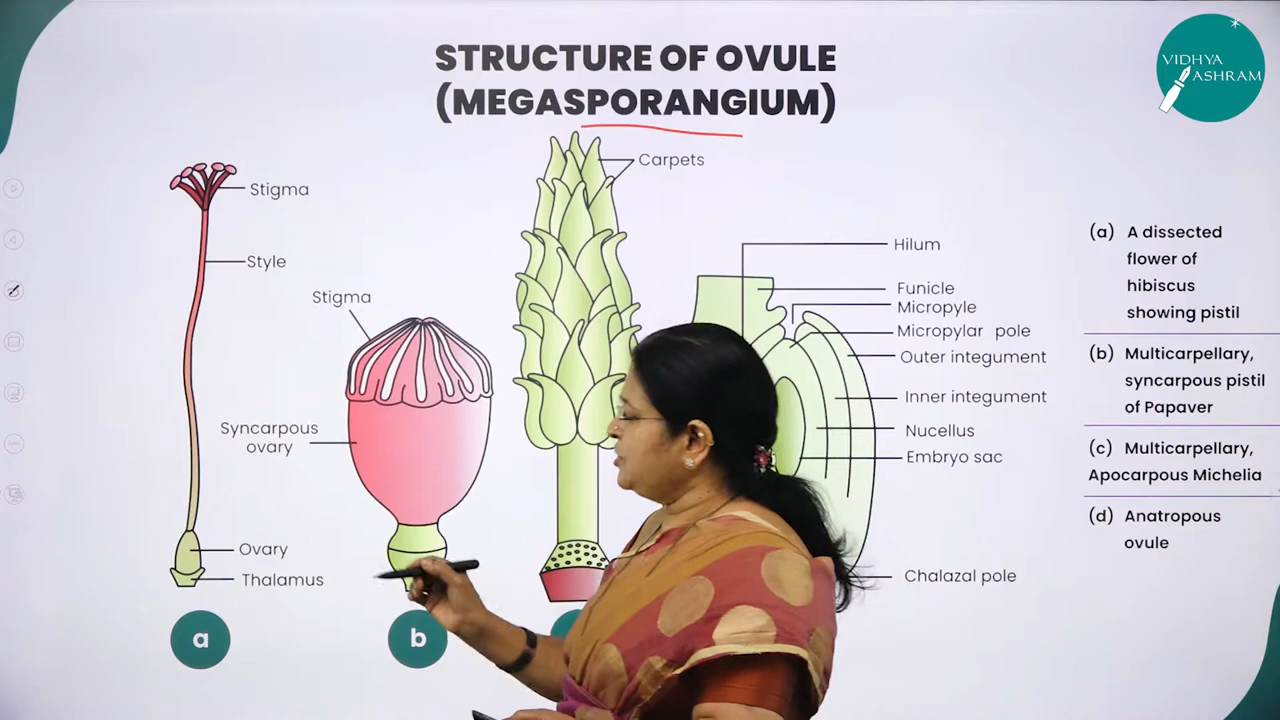 STRUCTURE OF OVULE
(MEGASPORANGIUM)
VIDHYA
ASHRAM
Stigma
Style
Ovary
Thalamus
a
Stigma
Syncarpous
ovary
b
Carpets
Hilum
Funicle
Micropyle
Micropylar pole
Outer integument
Inner integument
Nucellus
Embryo sac
Chalazal pole
(a) A dissected
flower of
hibiscus
showing pistil
(b) Multicarpellary,
syncarpous pistil
of Papaver
(c) Multicarpellary,
Apocarpous Michelia
(d) Anatropous
ovule